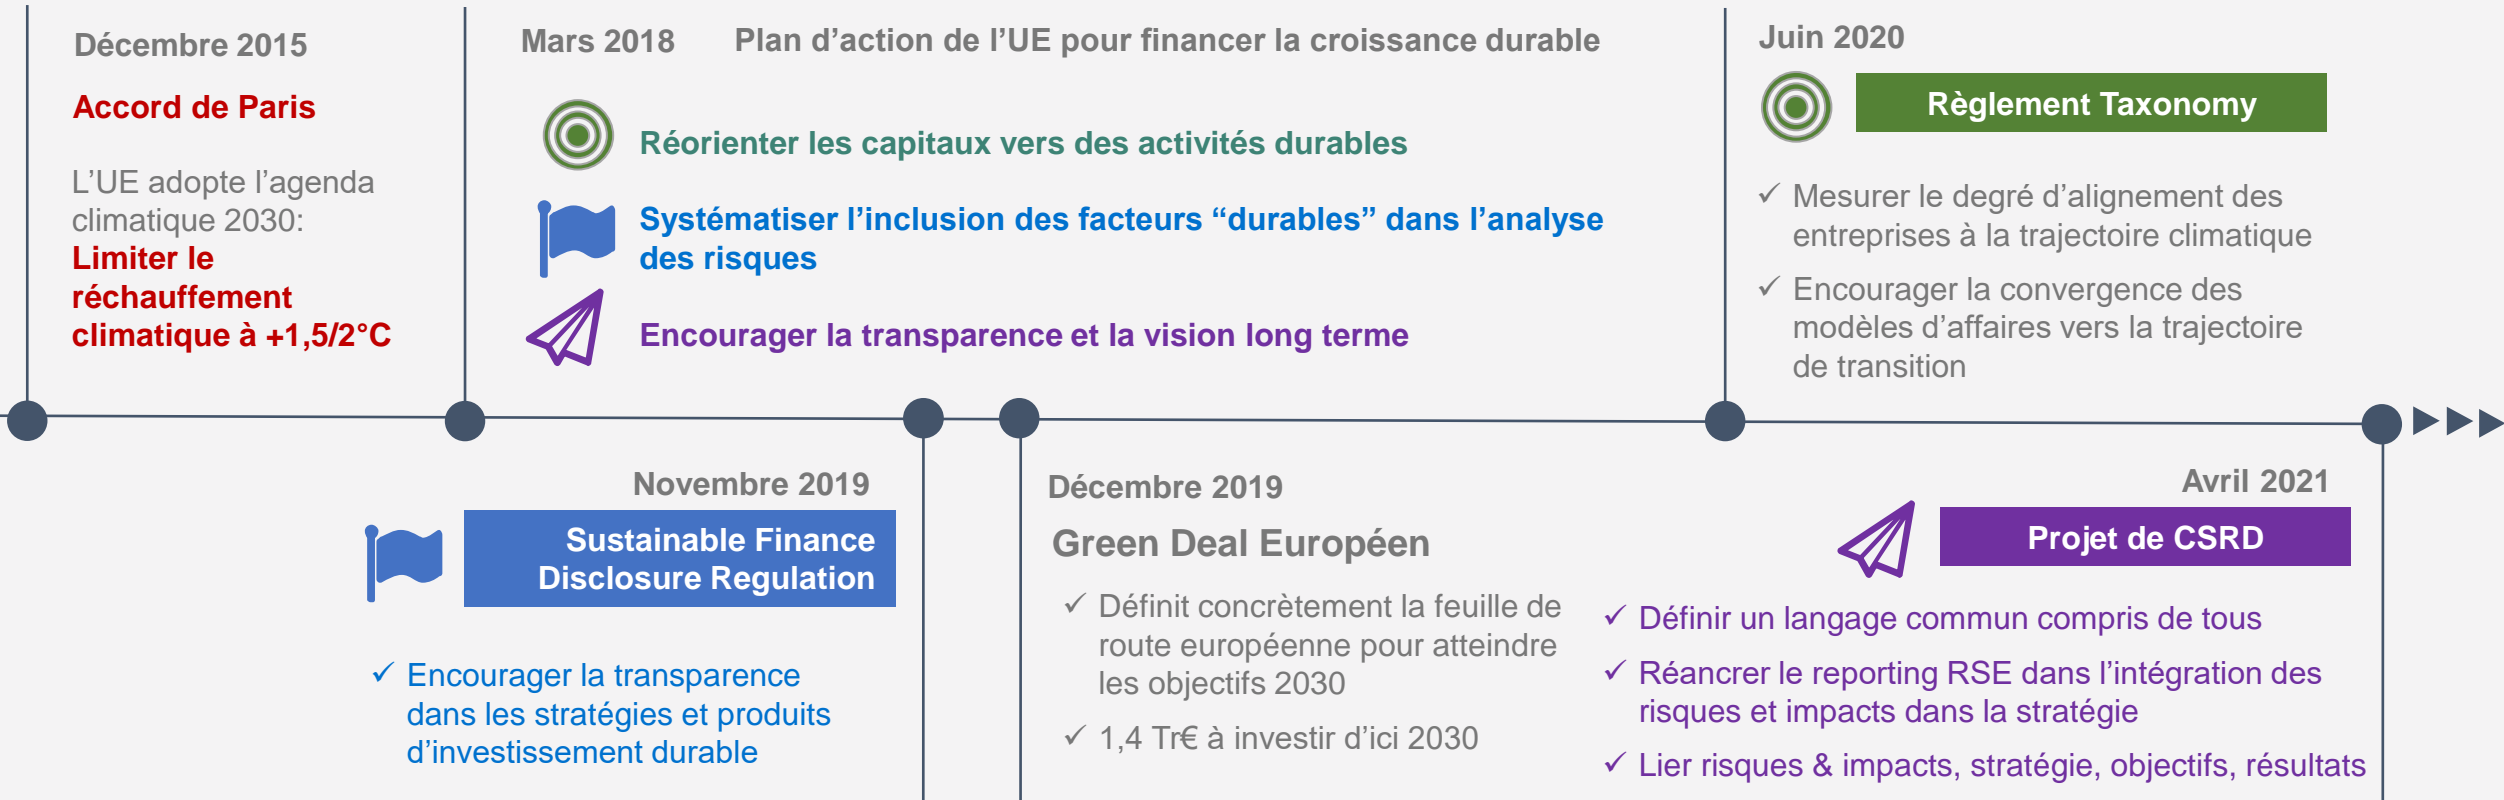 Décembre 2015
Accord de Paris
L’UE adopte l’agenda
climatique 2030:
Limiter le
réchauffement
climatique à +1,5/2°C
Mars 2018
Plan d’action de l’UE pour financer la croissance durable
Réorienter les capitaux vers des activités durables
Systématiser l’inclusion des facteurs “durables” dans l’analyse
des risques
Encourager la transparence et la vision long terme
Juin 2020
Règlement Taxonomy
✓ Mesurer le degré d’alignement des
entreprises à la trajectoire climatique
✓ Encourager la convergence des
modèles d’affaires vers la trajectoire
de transition
Novembre 2019
Sustainable Finance
Disclosure Regulation
✓ Encourager la transparence
dans les stratégies et produits
d’investissement durable
Décembre 2019
Green Deal Européen
✓ Définit concrètement la feuille de
route européenne pour atteindre
les objectifs 2030
✓ 1,4 Tr€ à investir d’ici 2030
Avril 2021
Projet de CSRD
✓ Définir un langage commun compris de tous
✓ Réancrer le reporting RSE dans l’intégration des
risques et impacts dans la stratégie
✓ Lier risques & impacts, stratégie, objectifs, résultats